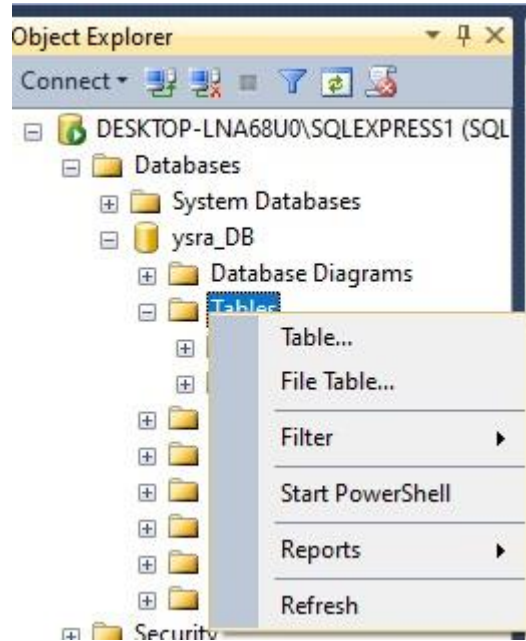 Object Explorer
Connect
DESKTOP-LNA68U0\SQLEXPRESS1 (SQL
Databases
System Databases
ysra_DB
Database Diagrams
Tables
Table...
File Table...
Filter
Start PowerShell
Reports
Refresh
Security